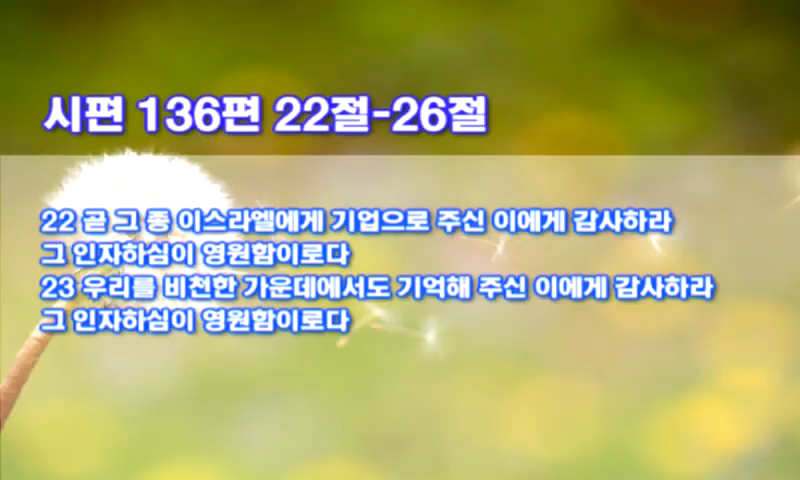 시편 136편 22절-26절
22 곧 그 종 이스라엘에게 기업으로 주신 이에게 감사하라
그 인자하심이 영원함이로다
23 우리를 비천한 가운데에서도 기억해 주신 이에게 감사하라
그 인자하심이 영원함이로다